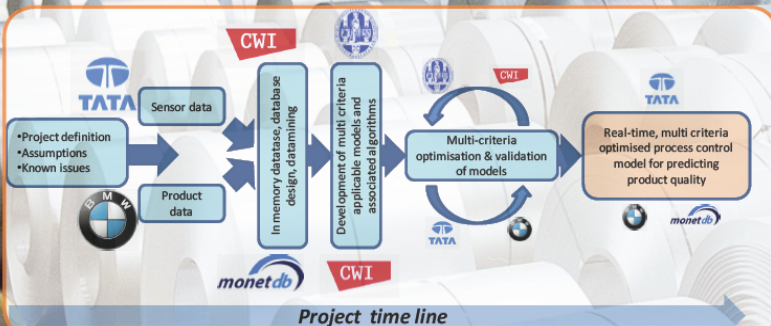 CWI
TATA
•Project definition
•Assumptions
•Known issues
BMW
Sensor data
Product
data
In memory datatase, database
design, datamining
monetdb
Development of multi criteria
applicable models and
associated algorithms
CWI
CWI
Multi-criteria
optimisation & validation
of models
TATA
TATA
Real-time, multi criteria
optimised process control
model for predicting
product quality
monetdb
Project time line